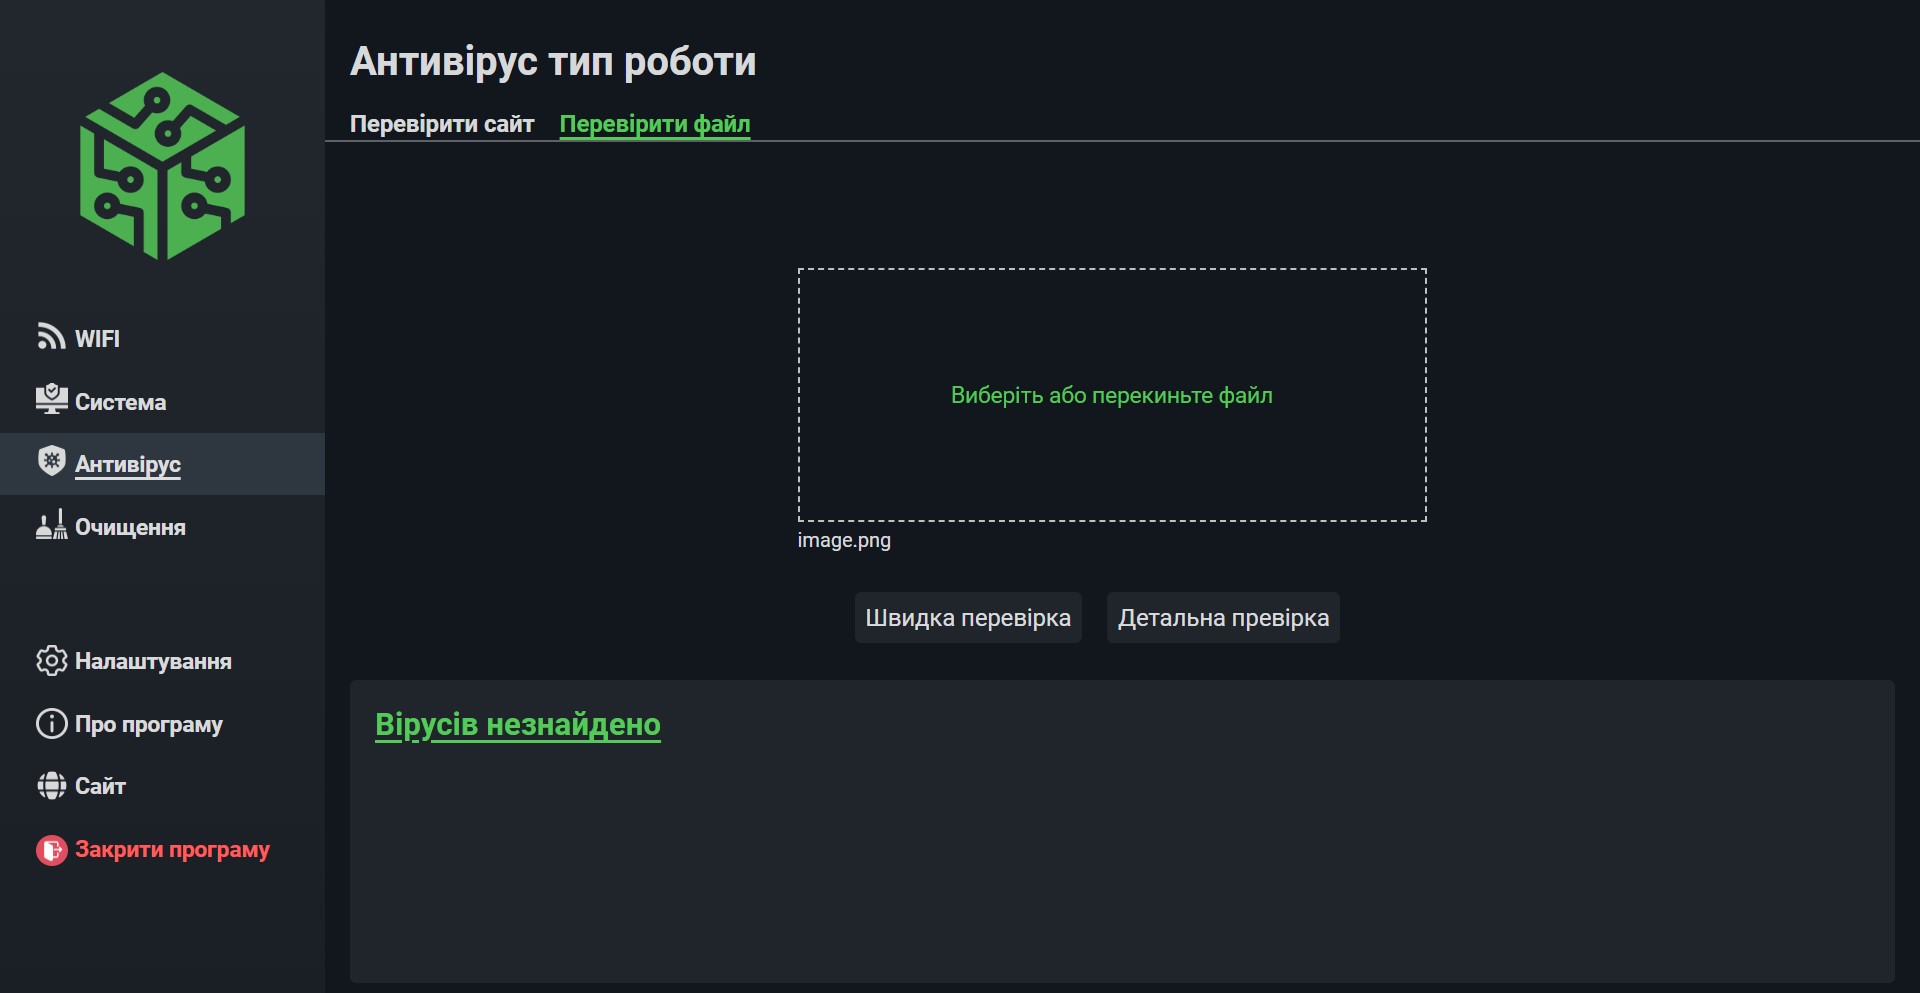 Антивірус тип роботи
Перевірити сайт
Перевірити файл
WIFI
Система
Антивірус
Очищення
Налаштування
Про програму
Сайт
Закрити програму
Виберіть або перекиньте файл
image.png
Швидка перевірка
Детальна превірка
Вірусів незнайдено